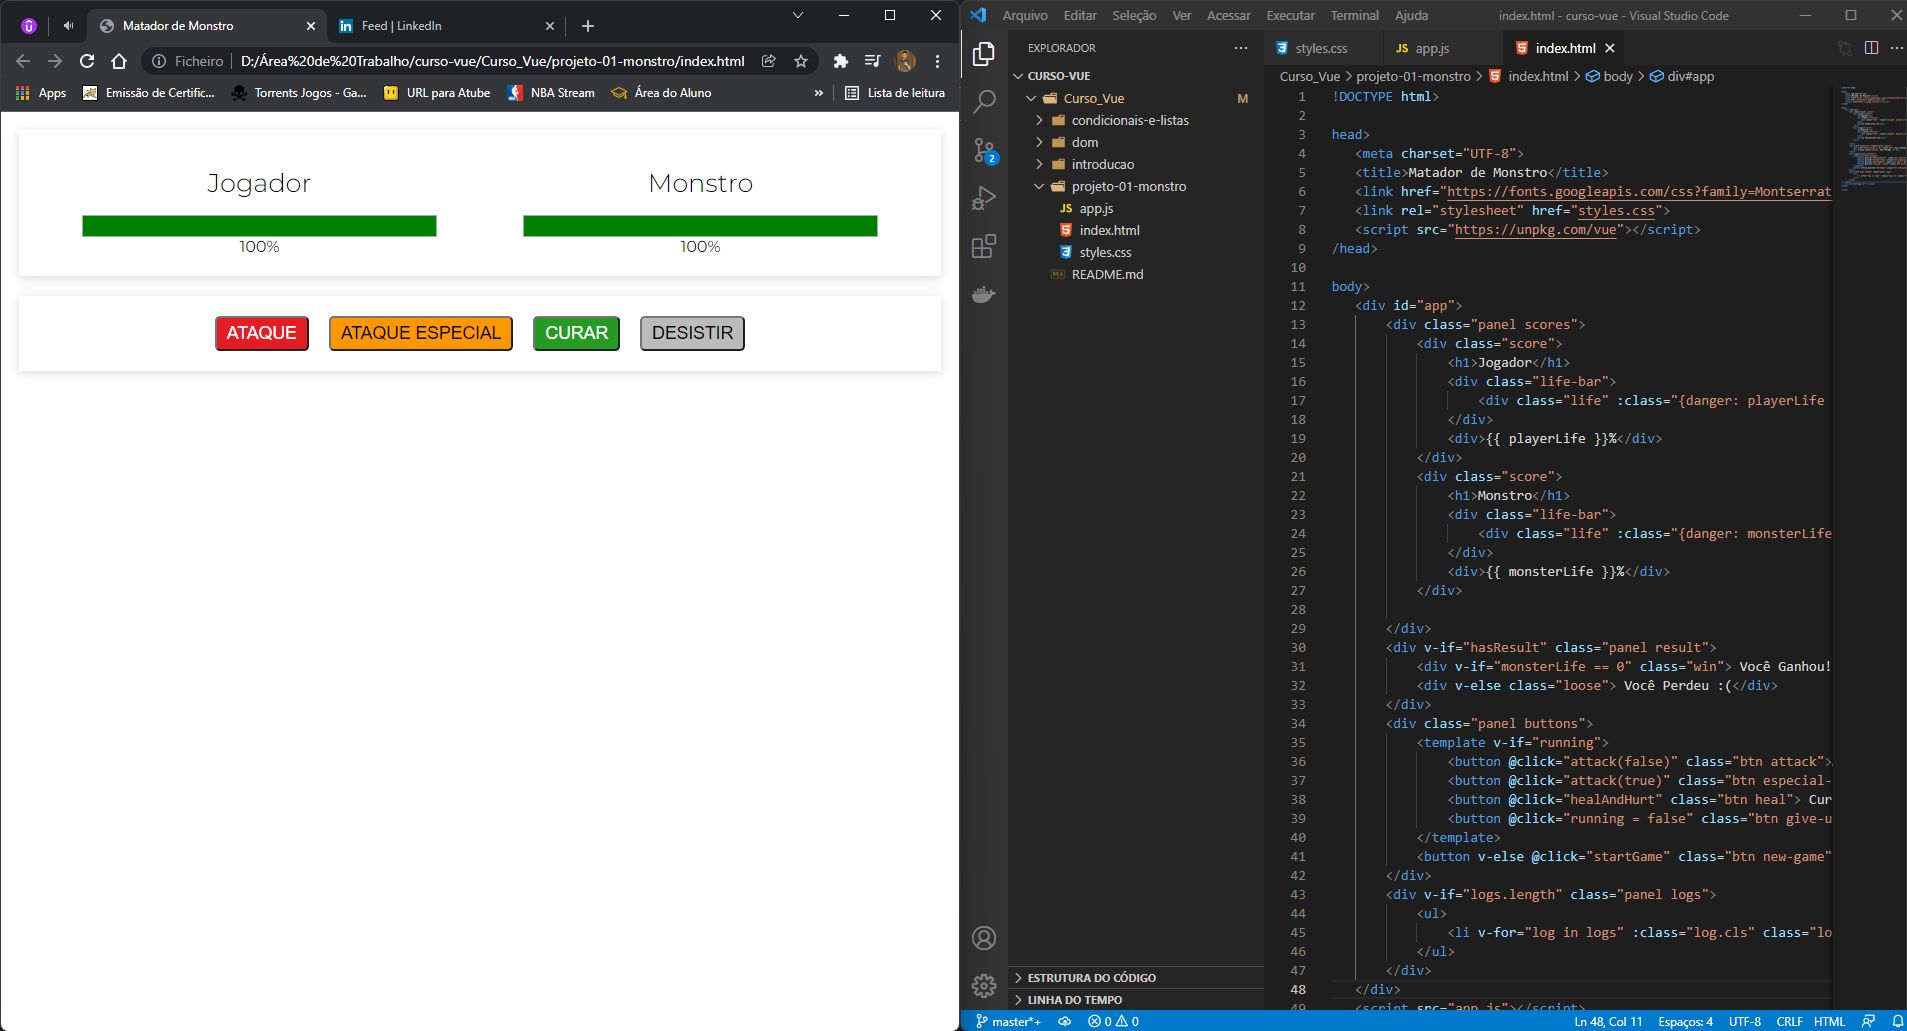 Matador de Monstro
Feed | LinkedIn
Ficheiro
D:/Área%20de%20Trabalho/curso-vue/Curso_Vue/projeto-01-monstro/index.html
Apps
Emissão de Certific...
Torrents Jogos - Ga...
URL para Atube
NBA Stream
Área do Aluno
»
Lista de leitura
Jogador
Monstro
100%
100%
ATAQUE
ATAQUE ESPECIAL
CURAR
DESISTIR
Arquivo Editar Seleção Ver Acessar Executar Terminal Ajuda
index.html - curso-vue - Visual Studio Code
EXPLORADOR
CURSO-VUE
Curso_Vue M
condicionais-e-listas
dom
introducao
projeto-01-monstro
JS app.js
index.html
styles.css
README.md
2
ESTRUTURA DO CÓDIGO
LINHA DO TEMPO
styles.css
JS app.js
index.html
Curso_Vue > projeto-01-monstro > index.html > body > div#app
1 !DOCTYPE html>
2
3 head>
4 <meta charset="UTF-8">
5 <title>Matador de Monstro</title>
6 <link href="https://fonts.googleapis.com/css?family=Montserrat
7 <link rel="stylesheet" href="styles.css">
8 <script src="https://unpkg.com/vue"></script>
9 /head>
10
11 body>
12 <div id="app">
13 <div class="panel scores">
14 <div class="score">
15 <h1>Jogador</h1>
16 <div class="life-bar">
17 <div class="life" :class="{danger: playerLife
18 </div>
19 <div>{{ playerLife }}%</div>
20 </div>
21 <div class="score">
22 <h1>Monstro</h1>
23 <div class="life-bar">
24 <div class="life" :class="{danger: monsterLife
25 </div>
26 <div>{{ monsterLife }}%</div>
27 </div>
28
29 </div>
30 <div v-if="hasResult" class="panel result">
31 <div v-if="monsterLife == 0" class="win"> Você Ganhou!
32 <div v-else class="loose"> Você Perdeu :(</div>
33 </div>
34 <div class="panel buttons">
35 <template v-if="running">
36 <button @click="attack(false)" class="btn attack">
37 <button @click="attack(true)" class="btn especial-
38 <button @click="healAndHurt" class="btn heal"> Cur
39 <button @click="running = false" class="btn give-u
40 </template>
41 <button v-else @click="startGame" class="btn new-game"
42 </div>
43 <div v-if="logs.length" class="panel logs">
44 <ul>
45 <li v-for="log in logs" :class="log.cls" class="lo
46 </ul>
47 </div>
48 </div>
49 <script src="app.js"></script>
master*+
0 0
Ln 48, Col 11
Espaços: 4
UTF-8
CRLF
HTML